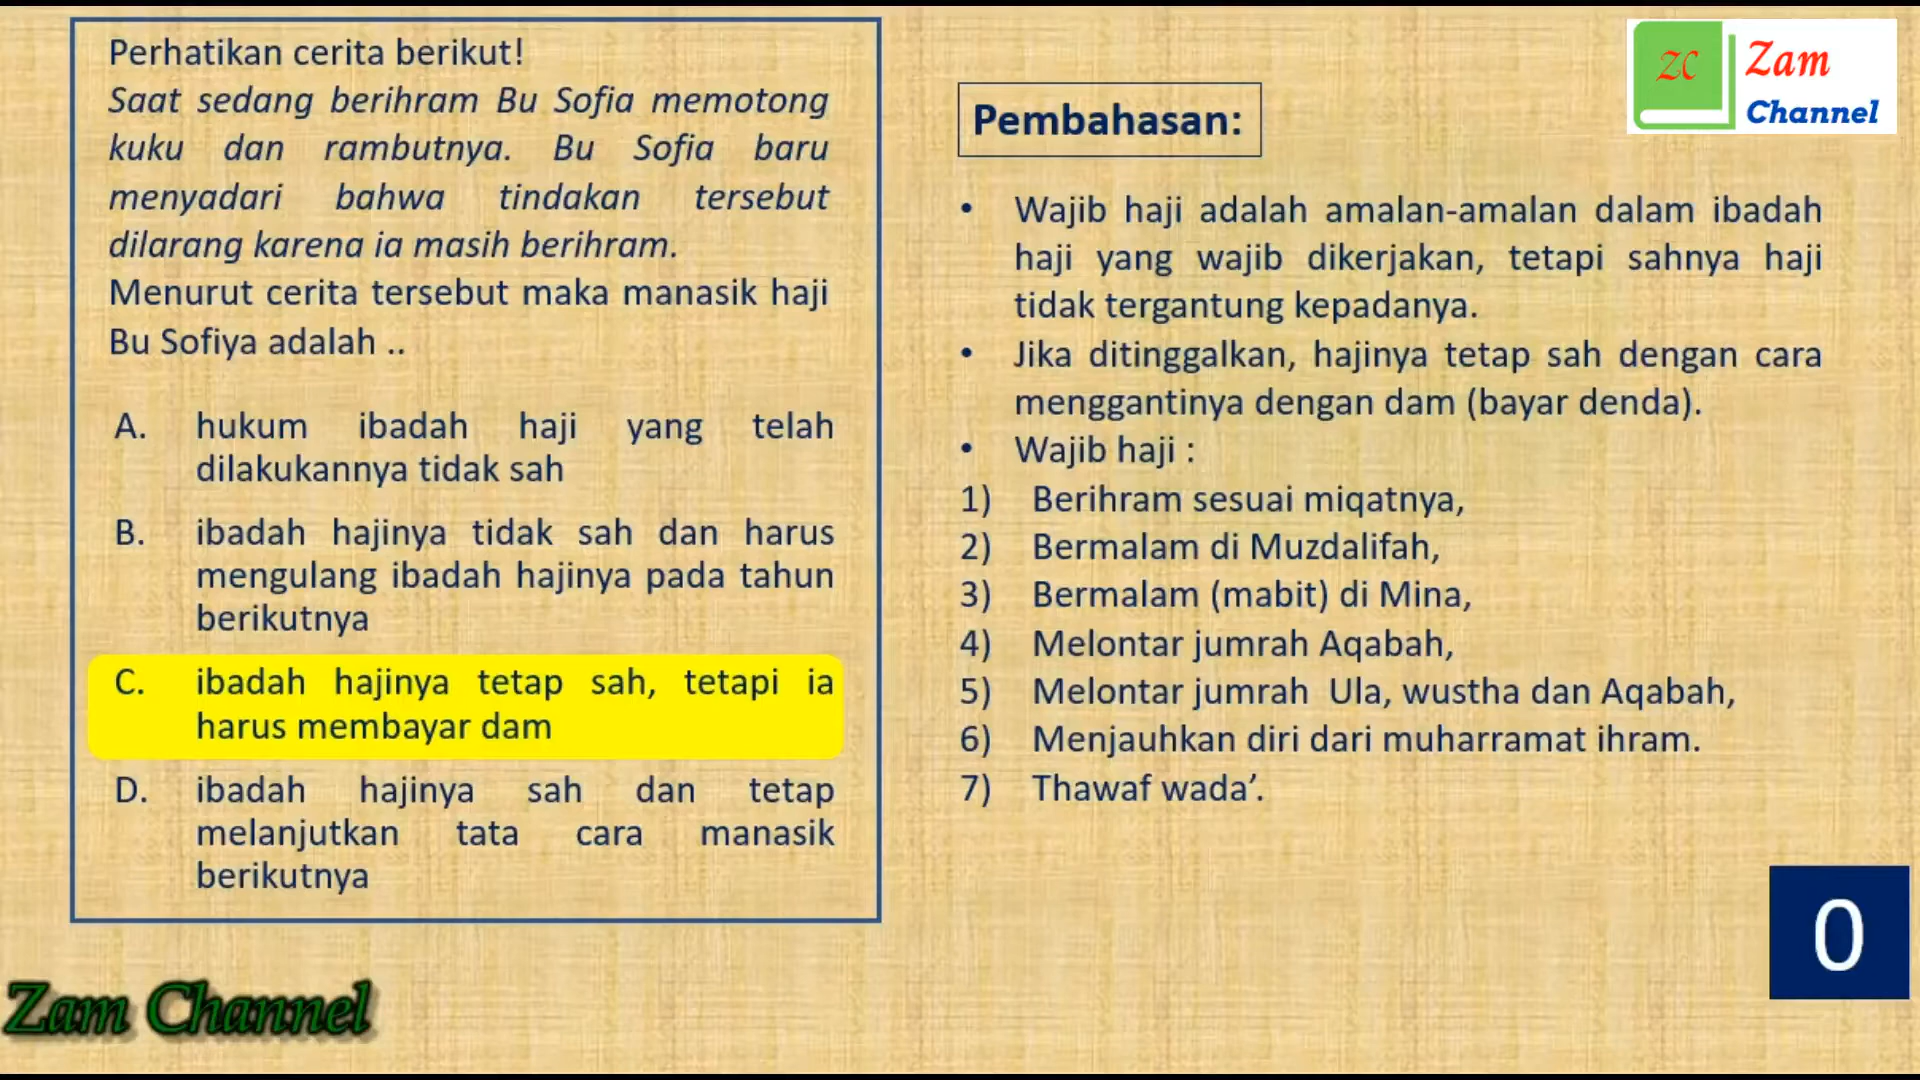 Perhatikan cerita berikut!
Saat sedang berihram Bu Sofia memotong
kuku dan rambutnya. Bu Sofia baru
menyadari bahwa tindakan tersebut
dilarang karena ia masih berihram.
Menurut cerita tersebut maka manasik haji
Bu Sofiya adalah ..
A. hukum ibadah haji yang telah
dilakukannya tidak sah
B. ibadah hajinya tidak sah dan harus
mengulang ibadah hajinya pada tahun
berikutnya
C. ibadah hajinya tetap sah, tetapi ia
harus membayar dam
D. ibadah hajinya sah dan tetap
melanjutkan tata cara manasik
berikutnya
Pembahasan:
• Wajib haji adalah amalan-amalan dalam ibadah
haji yang wajib dikerjakan, tetapi sahnya haji
tidak tergantung kepadanya.
• Jika ditinggalkan, hajinya tetap sah dengan cara
menggantinya dengan dam (bayar denda).
• Wajib haji :
1) Berihram sesuai miqatnya,
2) Bermalam di Muzdalifah,
3) Bermalam (mabit) di Mina,
4) Melontar jumrah Aqabah,
5) Melontar jumrah Ula, wustha dan Aqabah,
6) Menjauhkan diri dari muharramat ihram.
7) Thawaf wada’.
ZC
Zam
Channel
0
Zam Channel